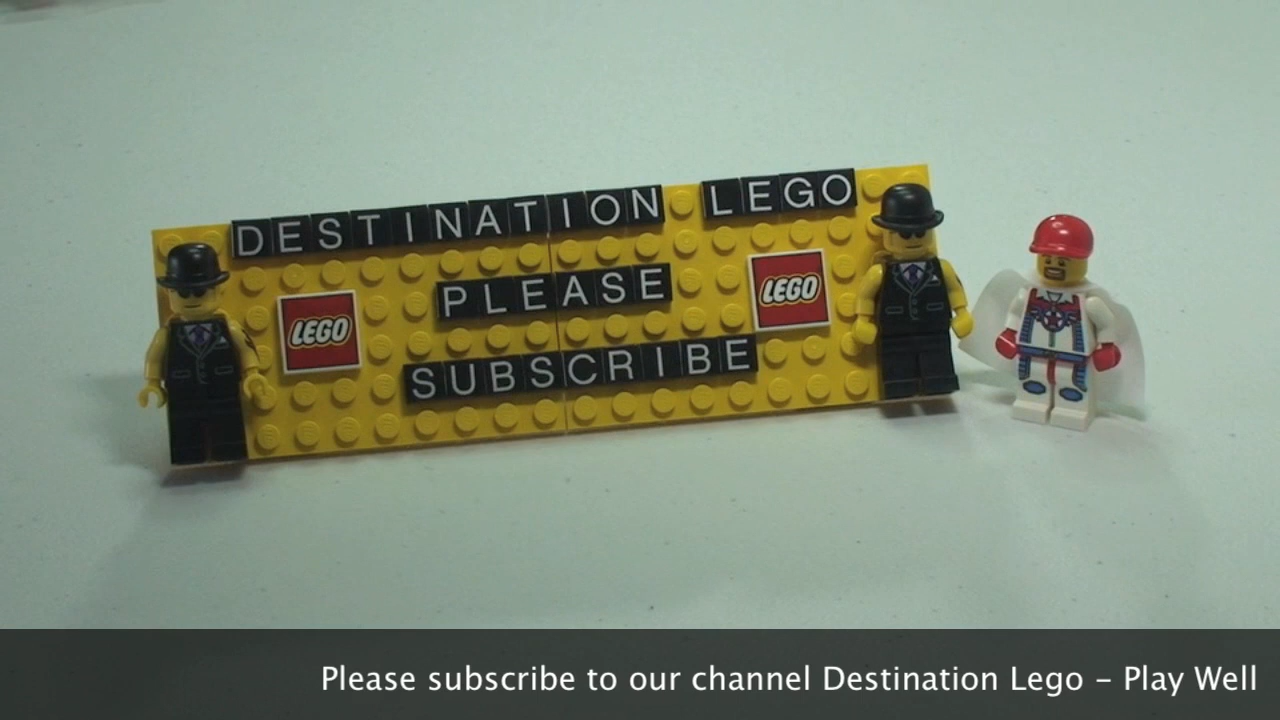 DESTINATION LEGO
PLEASE
LEGO
LEGO
SUBSCRIBE
Please subscribe to our channel Destination Lego – Play Well